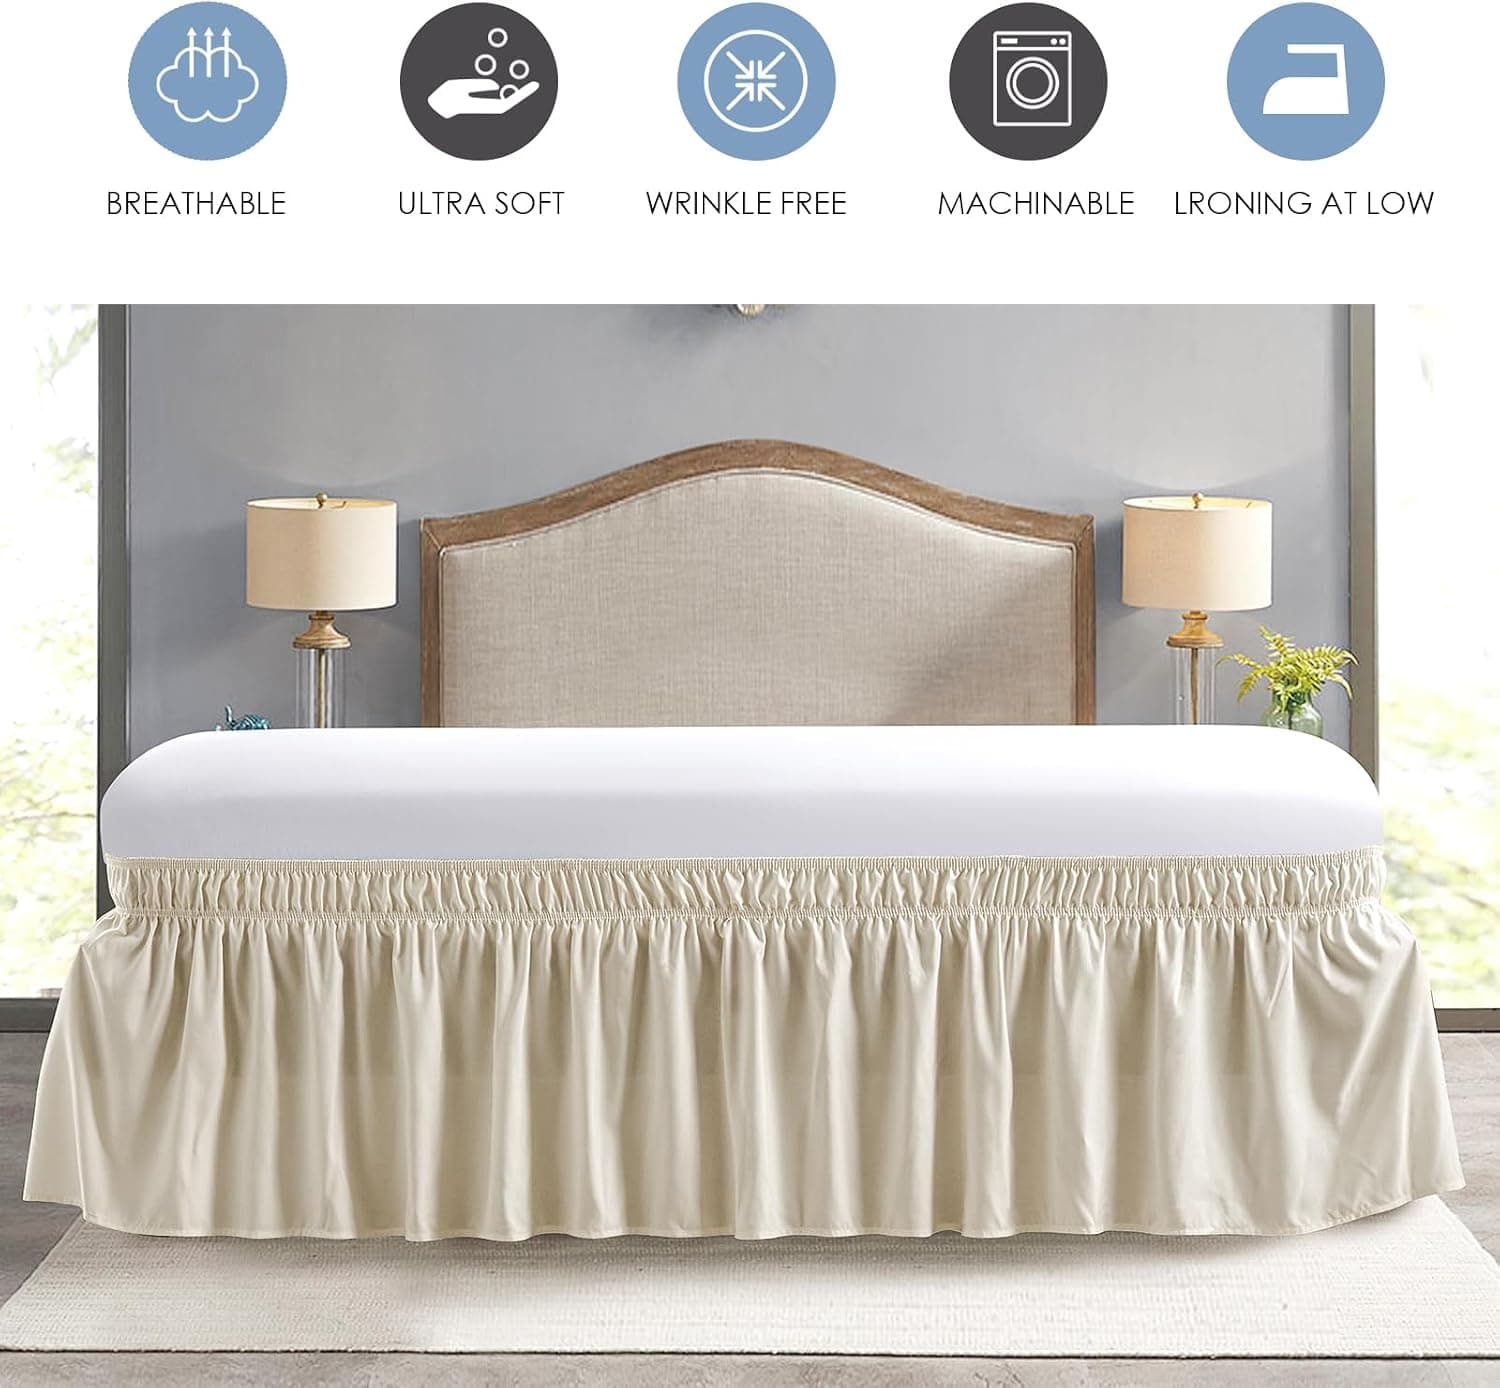 BREATHABLE
ULTRA SOFT
WRINKLE FREE
MACHINABLE
LRONING AT LOW